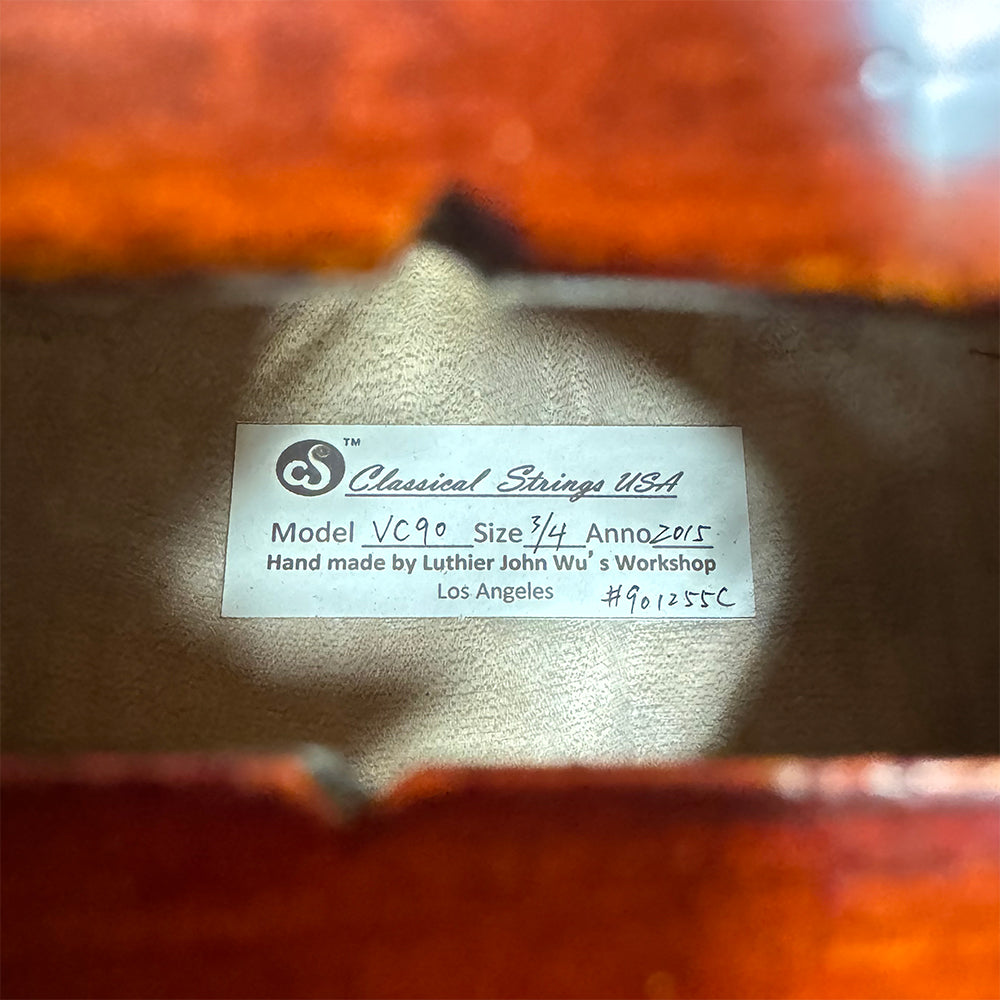 CS™ Classical Strings USA
Model VC90 Size 3/4 Anno 2015
Hand made by Luthier John Wu's Workshop
Los Angeles #901255C